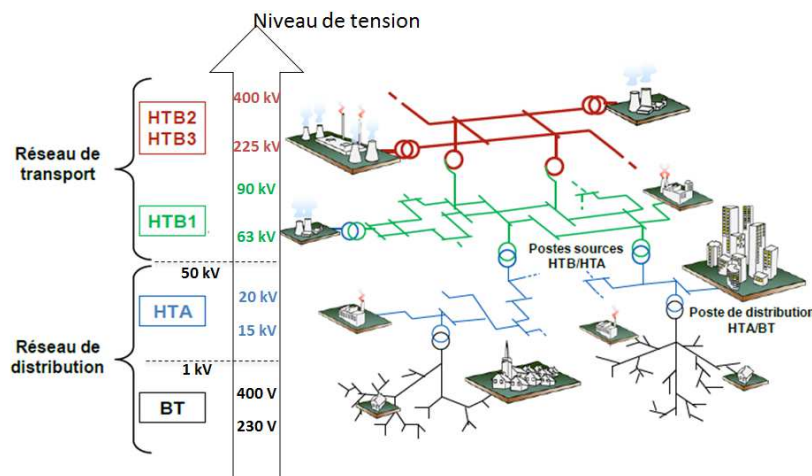 Niveau de tension
400 kV
HTB2
HTB3
225 kV
Réseau de
transport
90 kV
HTB1
63 kV
Postes sources
HTB/HTA
50 kV
20 kV
HTA
15 kV
Poste de distribution
HTA/BT
Réseau de
distribution
1 kV
400 V
BT
230 V